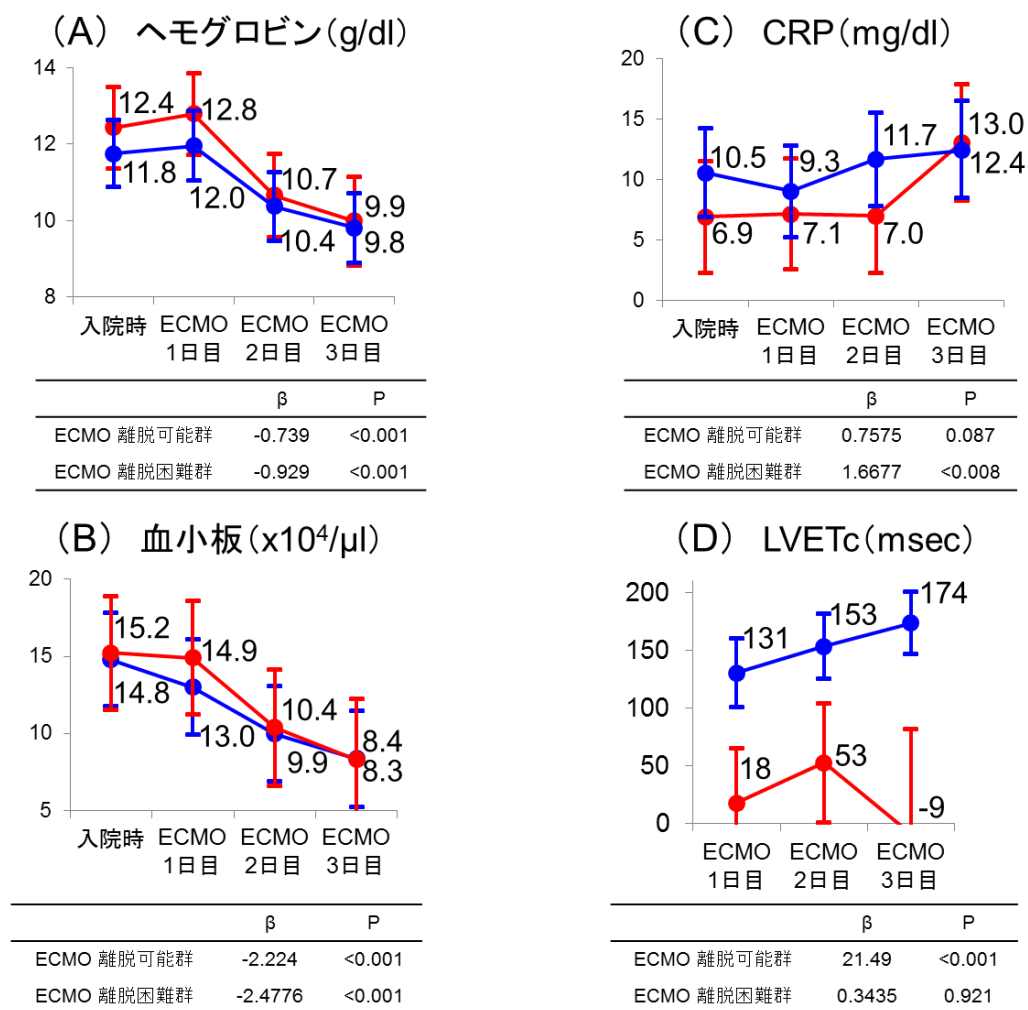 (A) ヘモグロビン(g/dl)
14
12
10
8
12.4
12.8
11.8
12.0
10.7
10.4
9.9
9.8
入院時 ECMO 1日目 ECMO 2日目 ECMO 3日目
β P
ECMO 離脱可能群 -0.739 <0.001
ECMO 離脱困難群 -0.929 <0.001
(B) 血小板(x10⁴/μl)
20
15
10
5
15.2
14.9
14.8
13.0
10.4
9.9
8.4
8.3
入院時 ECMO 1日目 ECMO 2日目 ECMO 3日目
β P
ECMO 離脱可能群 -2.224 <0.001
ECMO 離脱困難群 -2.4776 <0.001
(C) CRP(mg/dl)
20
15
10
5
0
10.5
9.3
11.7
13.0
12.4
6.9
7.1
7.0
入院時 ECMO 1日目 ECMO 2日目 ECMO 3日目
β P
ECMO 離脱可能群 0.7575 0.087
ECMO 離脱困難群 1.6677 <0.008
(D) LVETc(msec)
200
150
100
50
0
131
153
174
18
53
-9
ECMO 1日目 ECMO 2日目 ECMO 3日目
β P
ECMO 離脱可能群 21.49 <0.001
ECMO 離脱困難群 0.3435 0.921